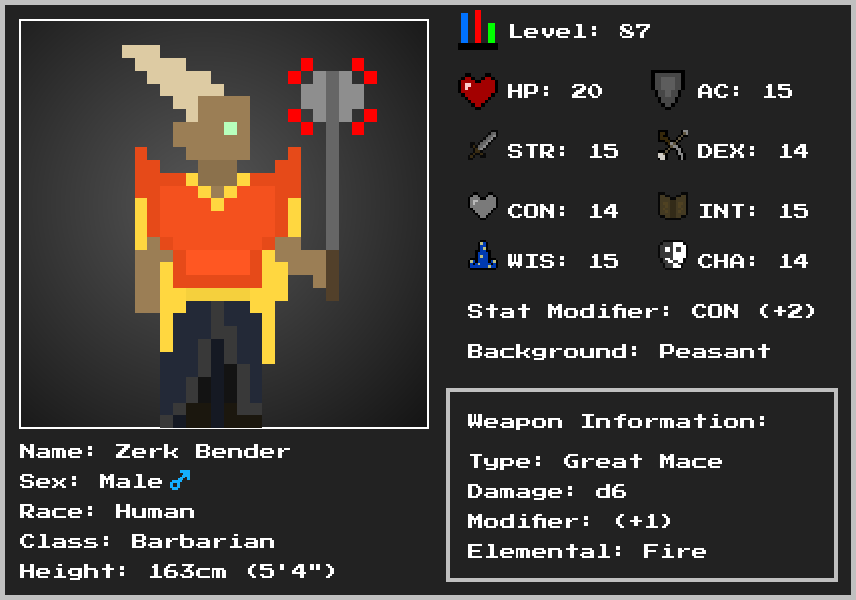 Level: 87
HP: 20
AC: 15
STR: 15
DEX: 14
CON: 14
INT: 15
WIS: 15
CHA: 14
Stat Modifier: CON (+2)
Background: Peasant
Weapon Information:
Type: Great Mace
Damage: d6
Modifier: (+1)
Elemental: Fire
Name: Zerk Bender
Sex: Male♂
Race: Human
Class: Barbarian
Height: 163cm (5'4")